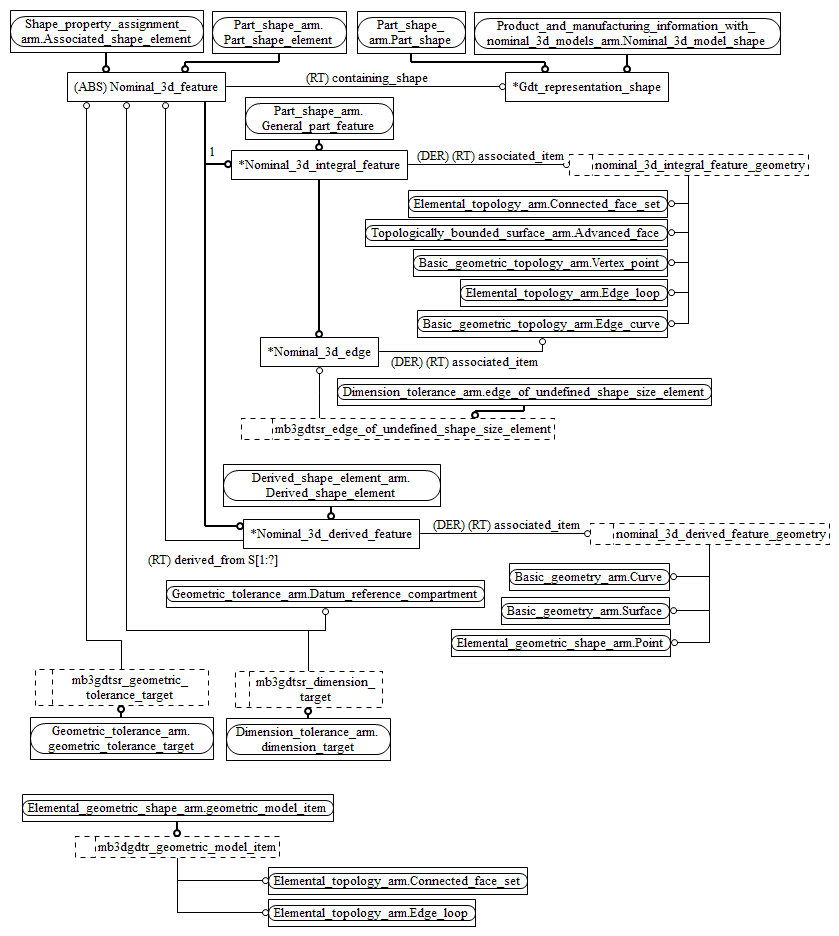 Shape_property_assignment_
arm.Associated_shape_element
Part_shape_arm.
Part_shape_element
Part_shape_
arm.Part_shape
Product_and_manufacturing_information_with_
nominal_3d_models_arm.Nominal_3d_model_shape
(ABS) Nominal_3d_feature
(RT) containing_shape
*Gdt_representation_shape
Part_shape_arm.
General_part_feature
1
*Nominal_3d_integral_feature
(DER) (RT) associated_item
nominal_3d_integral_feature_geometry
Elemental_topology_arm.Connected_face_set
Topologically_bounded_surface_arm.Advanced_face
Basic_geometric_topology_arm.Vertex_point
Elemental_topology_arm.Edge_loop
Basic_geometric_topology_arm.Edge_curve
*Nominal_3d_edge
(DER) (RT) associated_item
Dimension_tolerance_arm.edge_of_undefined_shape_size_element
mb3gdtsr_edge_of_undefined_shape_size_element
Derived_shape_element_arm.
Derived_shape_element
*Nominal_3d_derived_feature
(DER) (RT) associated_item
nominal_3d_derived_feature_geometry
(RT) derived_from S[1:?]
Basic_geometry_arm.Curve
Geometric_tolerance_arm.Datum_reference_compartment
Basic_geometry_arm.Surface
Elemental_geometric_shape_arm.Point
mb3gdtsr_geometric_
tolerance_target
mb3gdtsr_dimension_
target
Geometric_tolerance_arm.
geometric_tolerance_target
Dimension_tolerance_arm.
dimension_target
Elemental_geometric_shape_arm.geometric_model_item
mb3dgdtr_geometric_model_item
Elemental_topology_arm.Connected_face_set
Elemental_topology_arm.Edge_loop